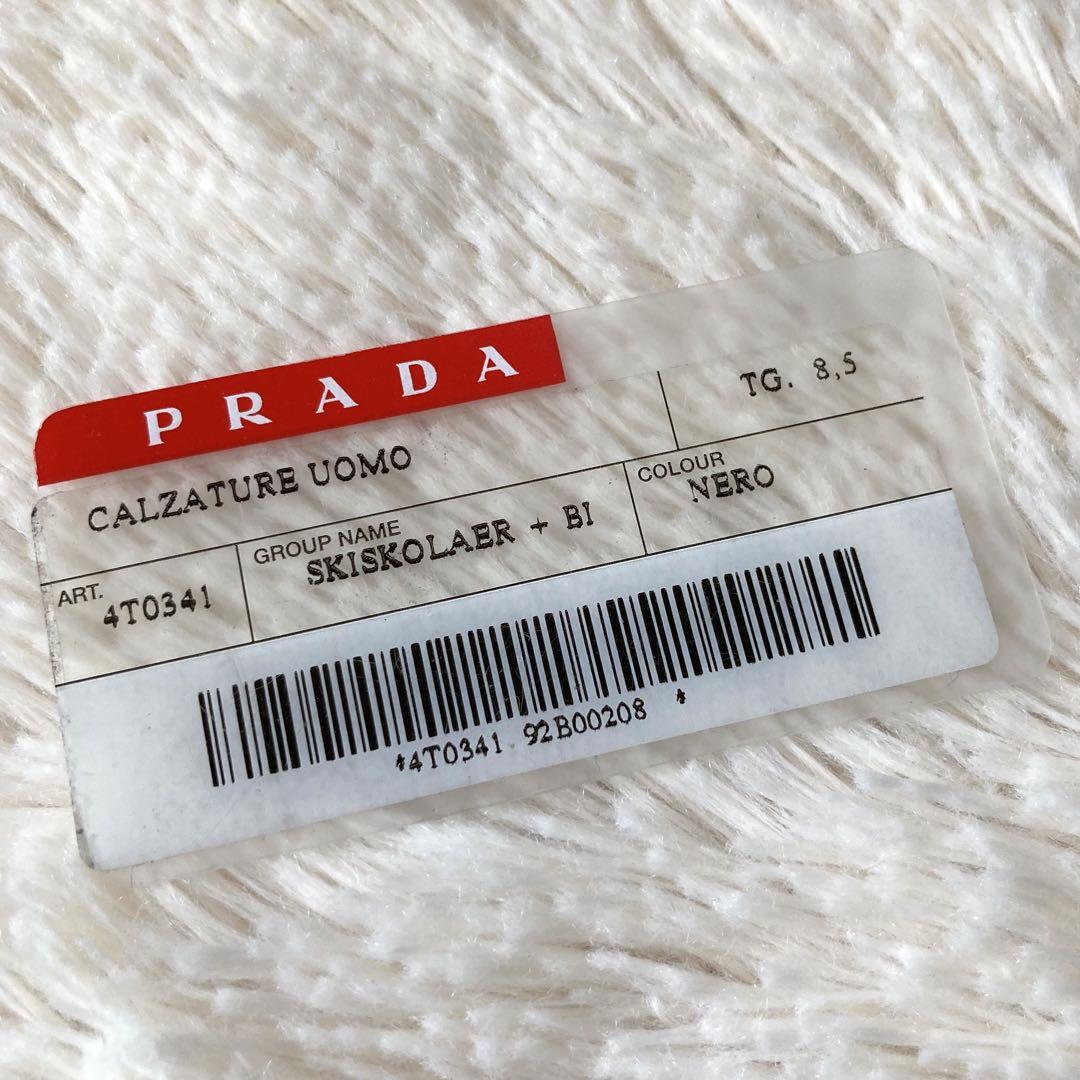 PRADA
TG. 8,5
CALZATURE UOMO
ART.
4T0341
GROUP NAME
SKISKOLAER + BI
COLOUR
NERO
*4T0341 92B00208 *